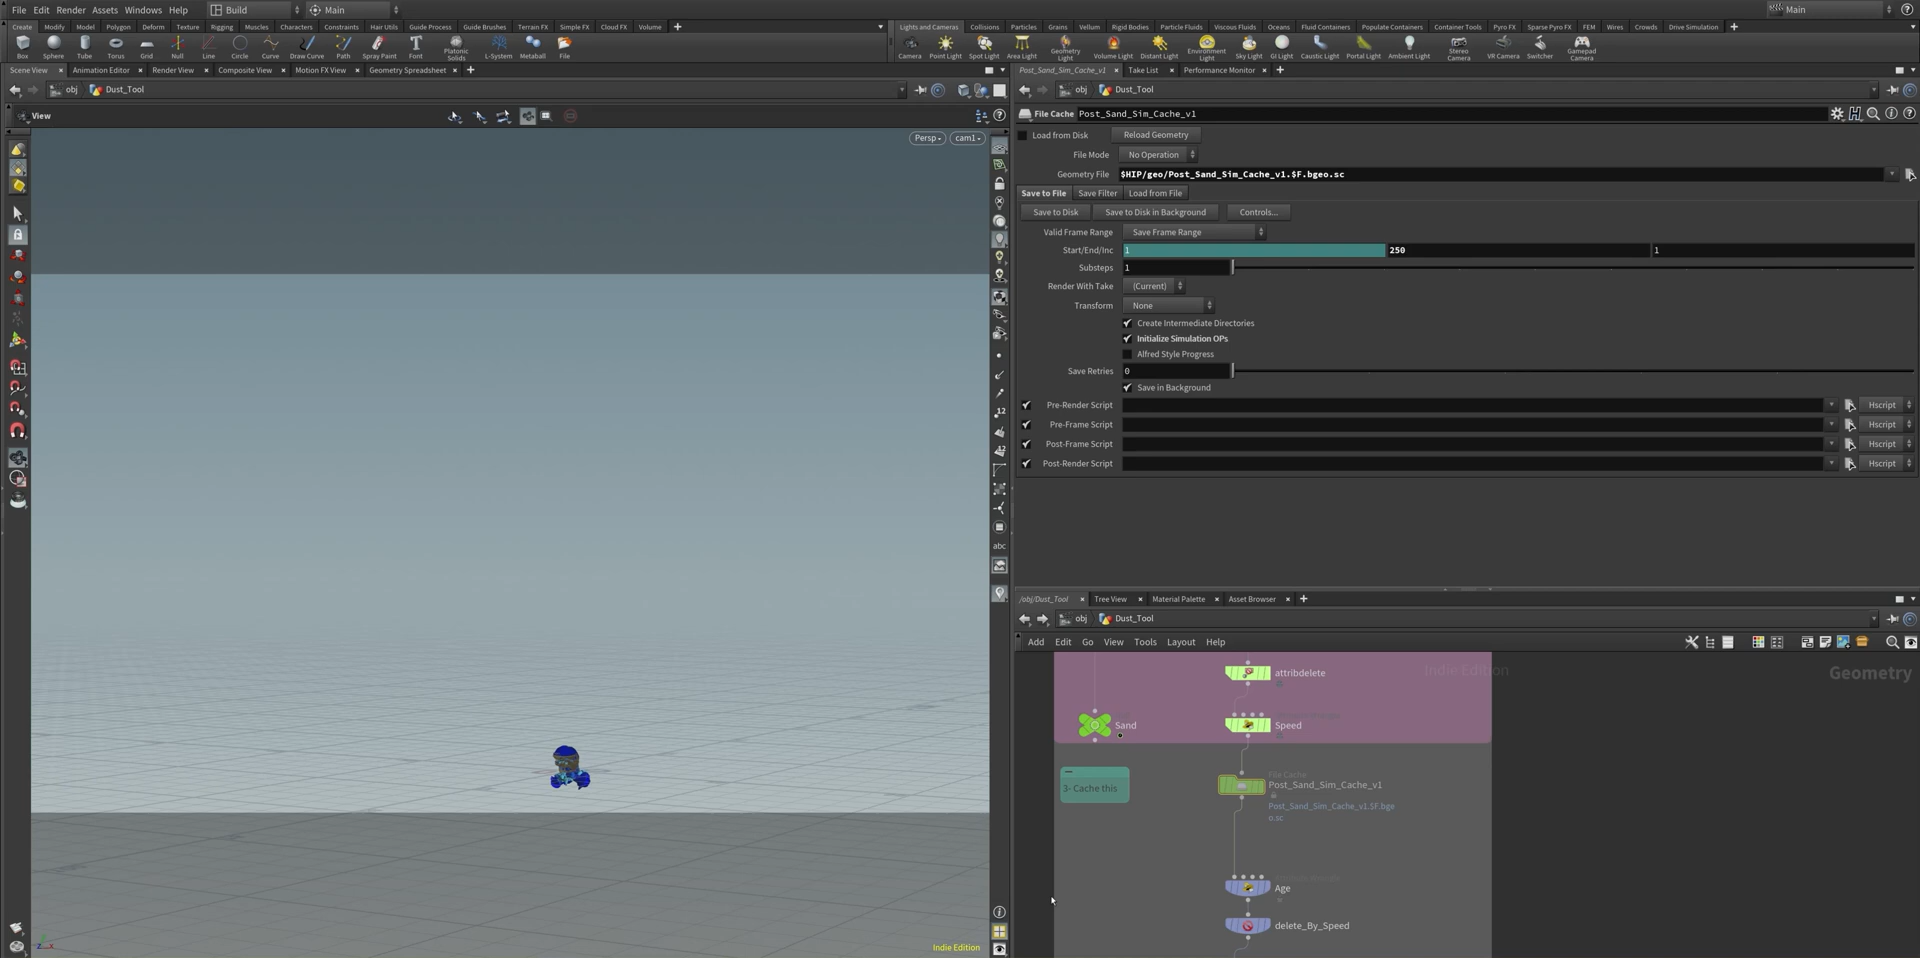 File Edit Render Assets Windows Help Build Main Main
Create Modify Model Polygon Deform Texture Rigging Muscles Characters Constraints Hair Utils Guide Process Guide Brushes Terrain FX Simple FX Cloud FX Volume
Lights and Cameras Collisions Particles Grains Vellum Rigid Bodies Particle Fluids Viscous Fluids Oceans Fluid Containers Populate Containers Container Tools Pyro FX Sparse Pyro FX FEM Wires Crowds Drive Simulation
Box Sphere Tube Torus Grid Null Line Circle Curve Draw Curve Path Spray Paint Font Platonic Solids L-System Metaball File
Camera Point Light Spot Light Area Light Geometry Light Volume Light Distant Light Environment Light Sky Light GI Light Caustic Light Portal Light Ambient Light Stereo Camera VR Camera Switcher Gamepad Camera
Scene View Animation Editor Render View Composite View Motion FX View Geometry Spreadsheet
obj Dust_Tool
View
Persp cam1
abc
Indie Edition
Post_Sand_Sim_Cache_v1 Take List Performance Monitor
obj Dust_Tool
File Cache Post_Sand_Sim_Cache_v1
Load from Disk Reload Geometry
File Mode No Operation
Geometry File $HIP/geo/Post_Sand_Sim_Cache_v1.$F.bgeo.sc
Save to File Save Filter Load from File
Save to Disk Save to Disk in Background Controls...
Valid Frame Range Save Frame Range
Start/End/Inc 1 250 1
Substeps 1
Render With Take (Current)
Transform None
Create Intermediate Directories
Initialize Simulation OPs
Alfred Style Progress
Save Retries 0
Save in Background
Pre-Render Script Hscript
Pre-Frame Script Hscript
Post-Frame Script Hscript
Post-Render Script Hscript
/obj/Dust_Tool Tree View Material Palette Asset Browser
obj Dust_Tool
Add Edit Go View Tools Layout Help
attribdelete
Indie Edition
Geometry
Sand
Speed
3- Cache this
File Cache
Post_Sand_Sim_Cache_v1
Post_Sand_Sim_Cache_v1.$F.bge
o.sc
Age
delete_By_Speed